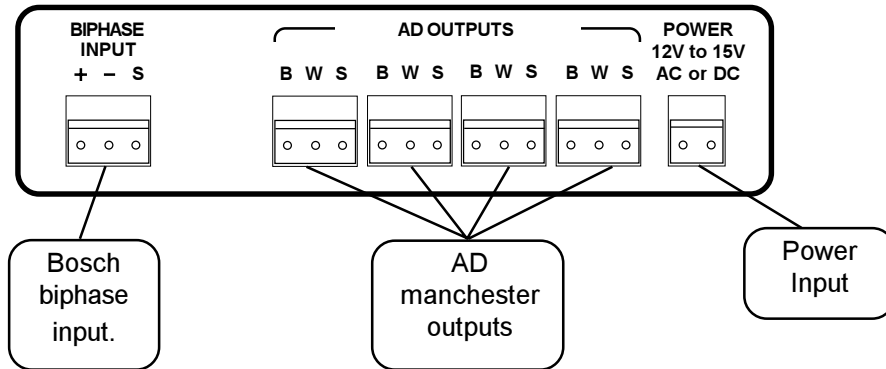 BIPHASE
INPUT
+ – S
AD OUTPUTS
B W S B W S B W S B W S
POWER
12V to 15V
AC or DC
Bosch
biphase
input.
AD
manchester
outputs
Power
Input